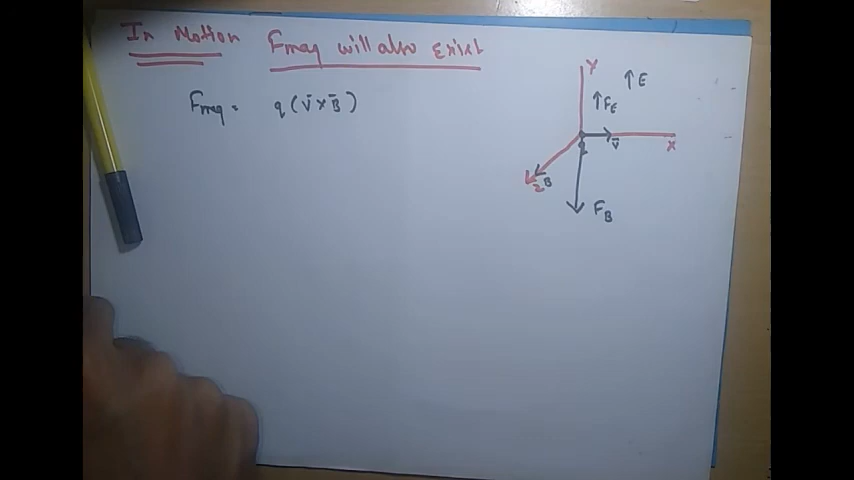 In Motion Fmag will also exist
Fmag = q(V̄ × B̄)
Y
↑E
↑FE
q
V̄
X
Z
B
FB